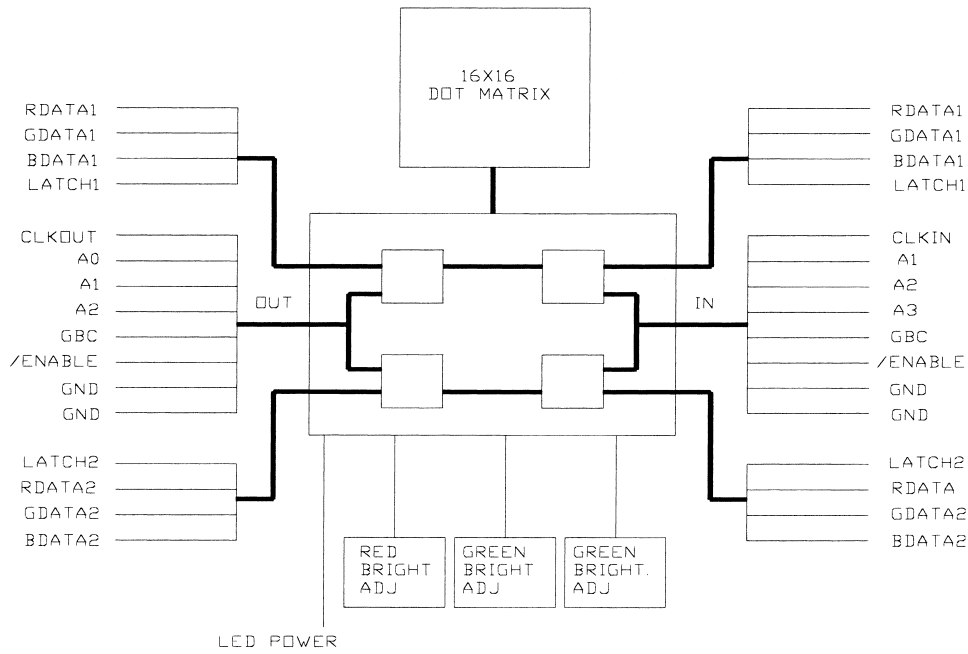 16X16
DOT MATRIX
RDATA1
GDATA1
BDATA1
LATCH1
CLKOUT
A0
A1
A2
GBC
/ENABLE
GND
GND
LATCH2
RDATA2
GDATA2
BDATA2
OUT
IN
RDATA1
GDATA1
BDATA1
LATCH1
CLKIN
A1
A2
A3
GBC
/ENABLE
GND
GND
LATCH2
RDATA
GDATA2
BDATA2
RED
BRIGHT
ADJ
GREEN
BRIGHT
ADJ
GREEN
BRIGHT.
ADJ
LED POWER